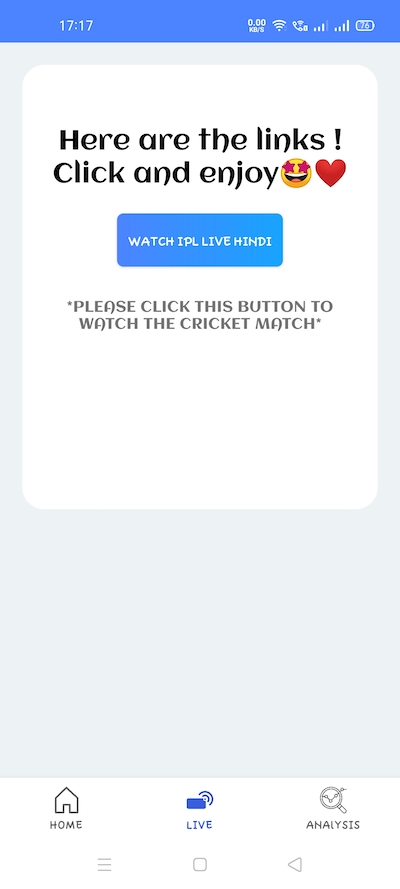 17:17
0.00
KB/S
76
Here are the links !
Click and enjoy🤩❤️
WATCH IPL LIVE HINDI
*PLEASE CLICK THIS BUTTON TO
WATCH THE CRICKET MATCH*
HOME
LIVE
ANALYSIS